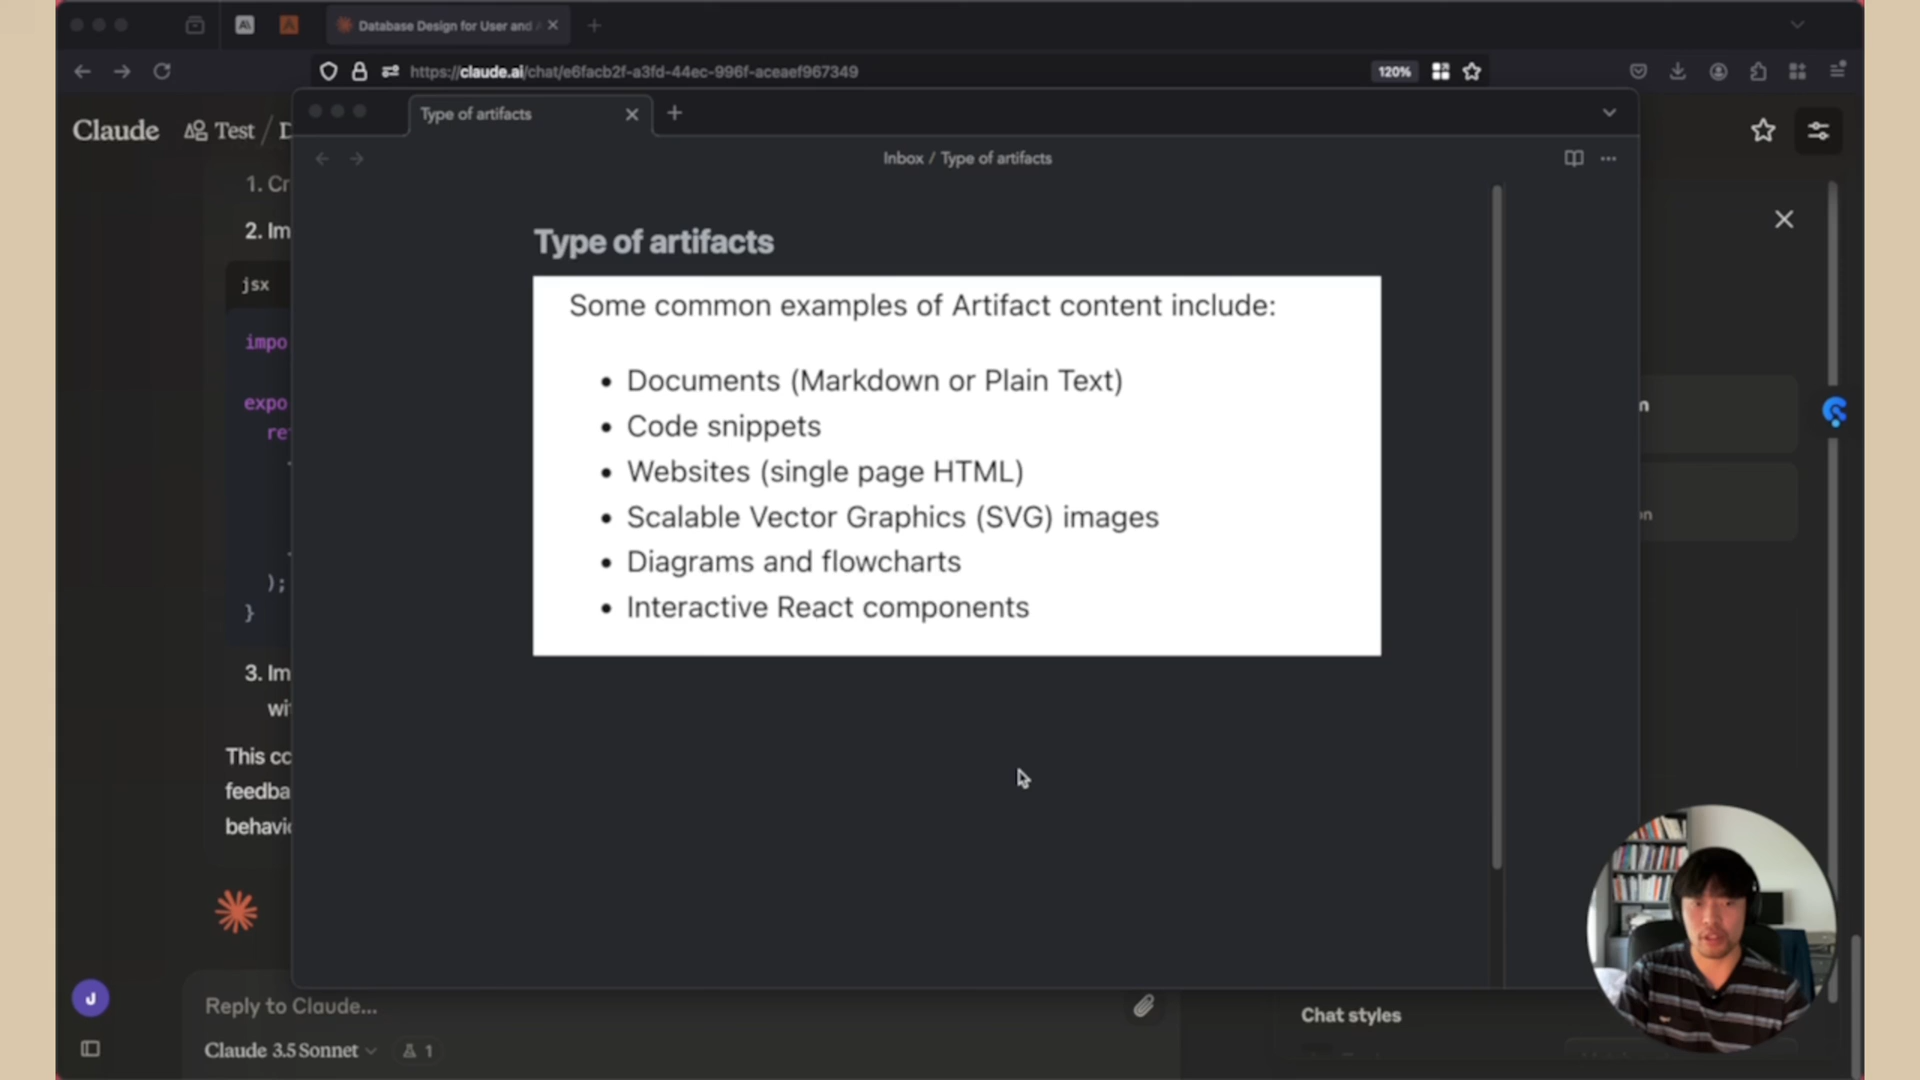 Database Design for User and
https://claude.ai/chat/e6facb2f-a3fd-44ec-996f-aceaef967349
120%
Type of artifacts
Claude
Test / D
Inbox / Type of artifacts
1. Cr
2. Im
Type of artifacts
jsx
Some common examples of Artifact content include:
impo
• Documents (Markdown or Plain Text)
expo
• Code snippets
ret
• Websites (single page HTML)
• Scalable Vector Graphics (SVG) images
on
• Diagrams and flowcharts
);
• Interactive React components
}
3. Im
wi
This co
feedba
behavio
J
Reply to Claude...
Chat styles
Claude 3.5 Sonnet
1